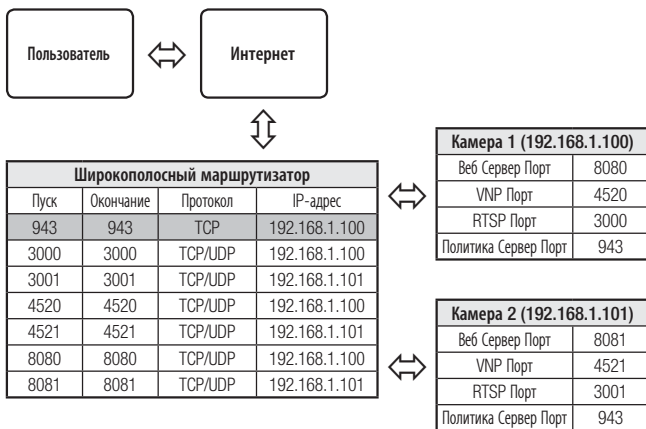 Пользователь
Интернет
Широкополосный маршрутизатор
Пуск Окончание Протокол IP-адрес
943 943 TCP 192.168.1.100
3000 3000 TCP/UDP 192.168.1.100
3001 3001 TCP/UDP 192.168.1.101
4520 4520 TCP/UDP 192.168.1.100
4521 4521 TCP/UDP 192.168.1.101
8080 8080 TCP/UDP 192.168.1.100
8081 8081 TCP/UDP 192.168.1.101
Камера 1 (192.168.1.100)
Веб Сервер Порт 8080
VNP Порт 4520
RTSP Порт 3000
Политика Сервер Порт 943
Камера 2 (192.168.1.101)
Веб Сервер Порт 8081
VNP Порт 4521
RTSP Порт 3001
Политика Сервер Порт 943